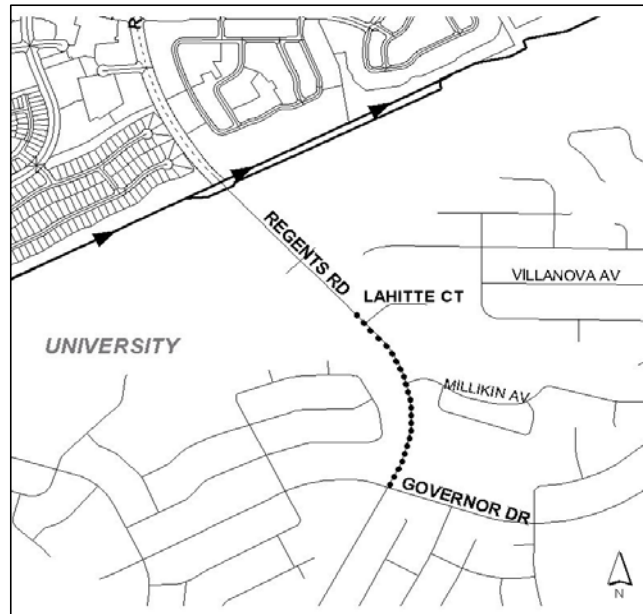 R
REGENTS RD
LAHITTE CT
VILLANOVA AV
UNIVERSITY
MILLIKIN AV
GOVERNOR DR
N